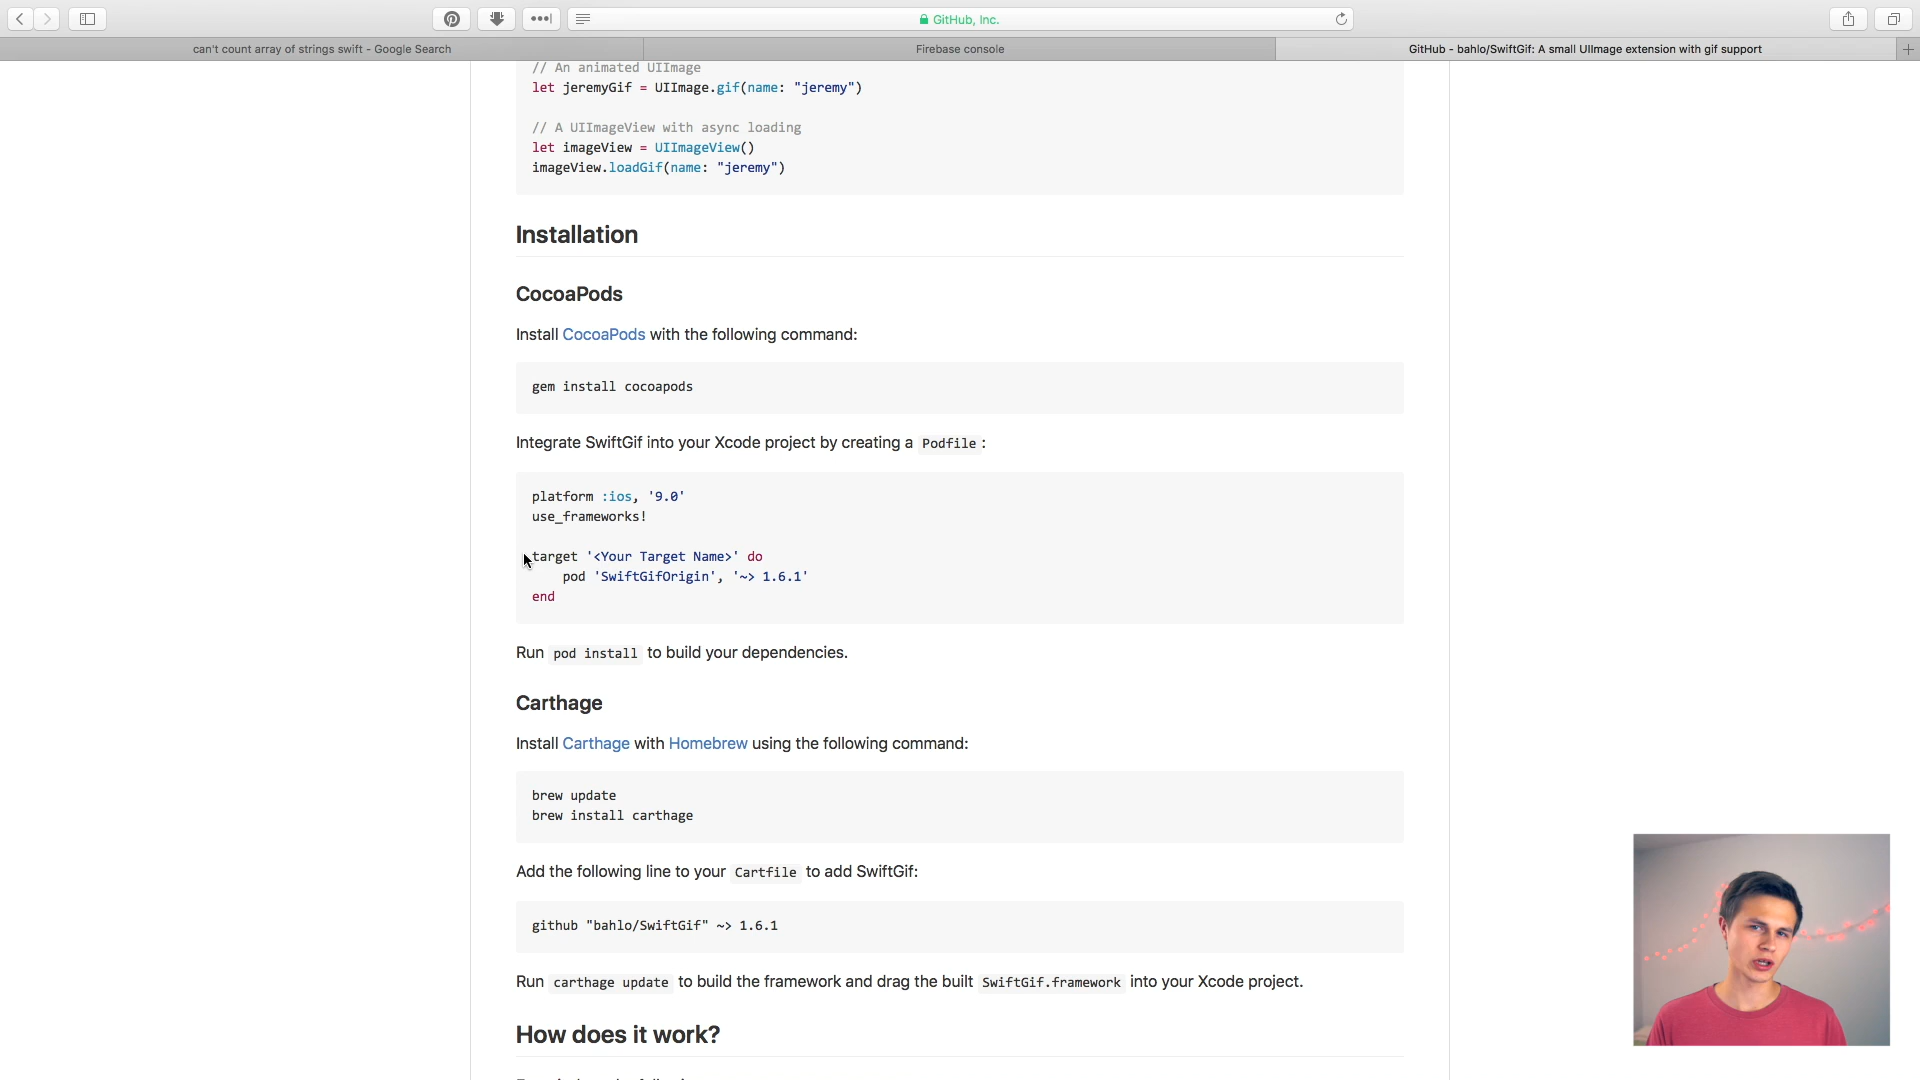 GitHub, Inc.
can't count array of strings swift - Google Search
Firebase console
GitHub - bahlo/SwiftGif: A small UIImage extension with gif support
// An animated UIImage
let jeremyGif = UIImage.gif(name: "jeremy")
// A UIImageView with async loading
let imageView = UIImageView()
imageView.loadGif(name: "jeremy")
Installation
CocoaPods
Install CocoaPods with the following command:
gem install cocoapods
Integrate SwiftGif into your Xcode project by creating a Podfile :
platform :ios, '9.0'
use_frameworks!
target '<Your Target Name>' do
pod 'SwiftGifOrigin', '~> 1.6.1'
end
Run pod install to build your dependencies.
Carthage
Install Carthage with Homebrew using the following command:
brew update
brew install carthage
Add the following line to your Cartfile to add SwiftGif:
github "bahlo/SwiftGif" ~> 1.6.1
Run carthage update to build the framework and drag the built SwiftGif.framework into your Xcode project.
How does it work?